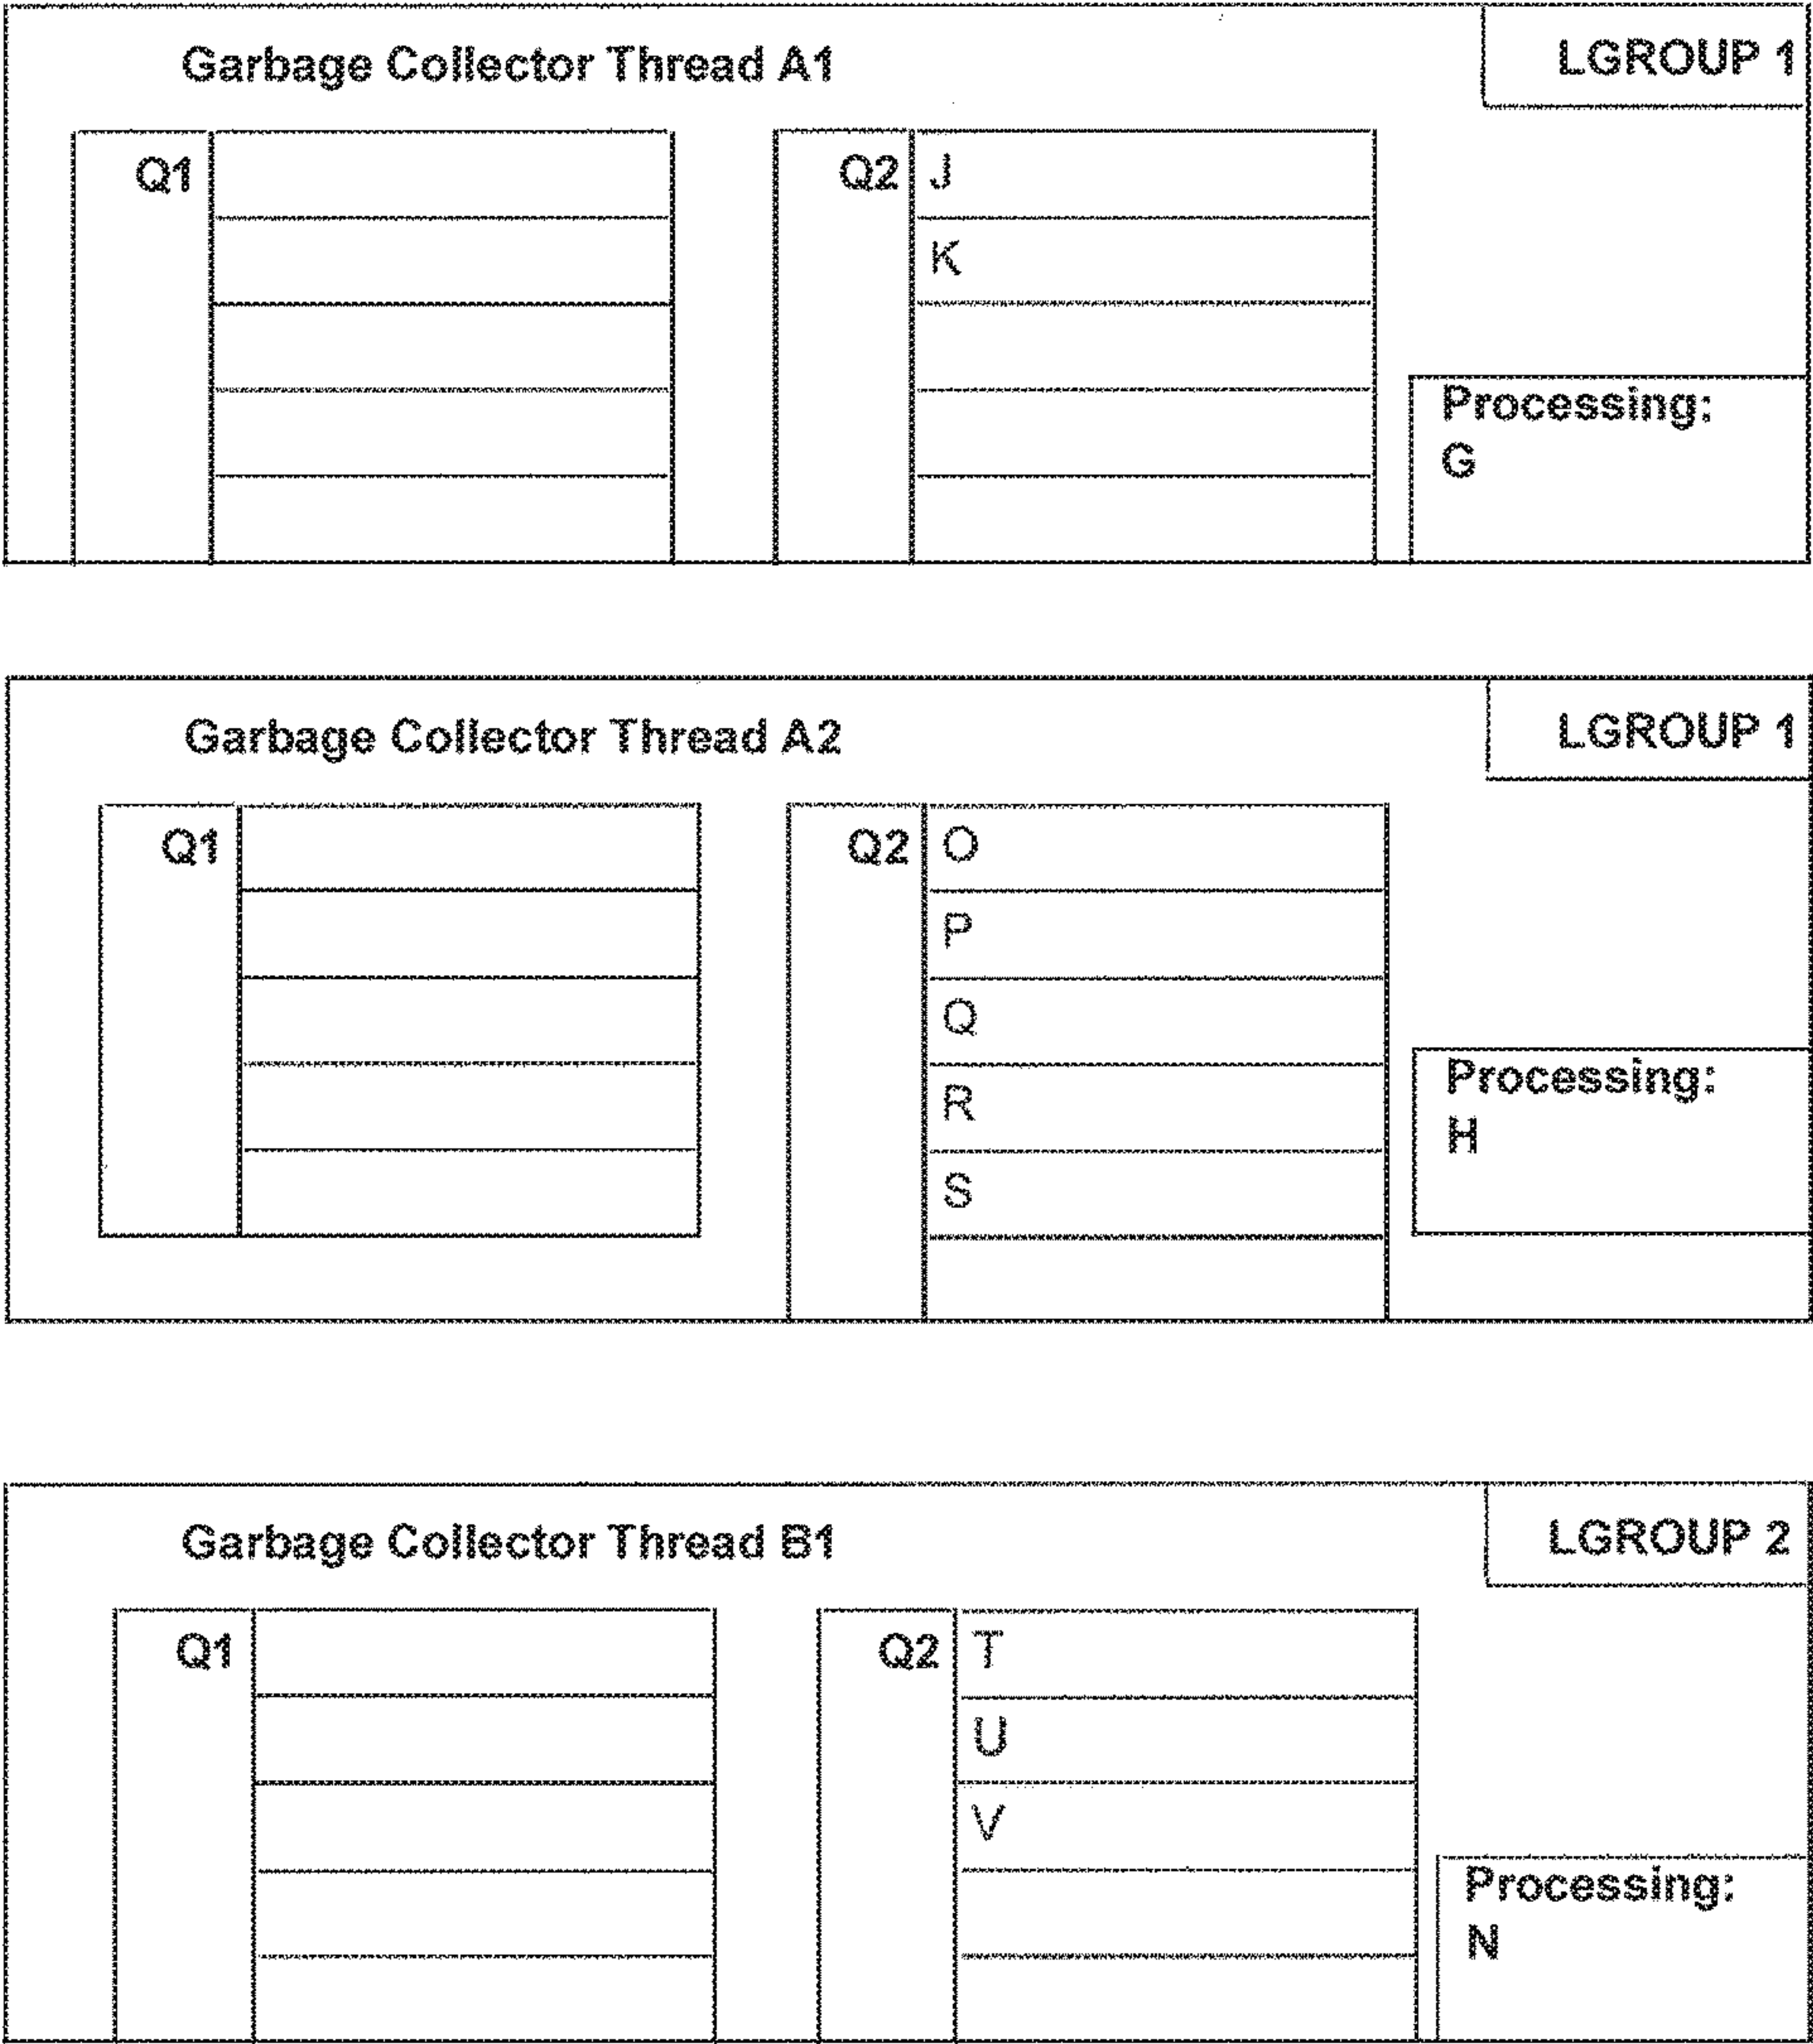 Garbage Collector Thread A1
LGROUP 1
Q1
Q2
J
K
Processing:
G
Garbage Collector Thread A2
LGROUP 1
Q1
Q2
O
P
Q
R
S
Processing:
H
Garbage Collector Thread B1
LGROUP 2
Q1
Q2
T
U
V
Processing:
N